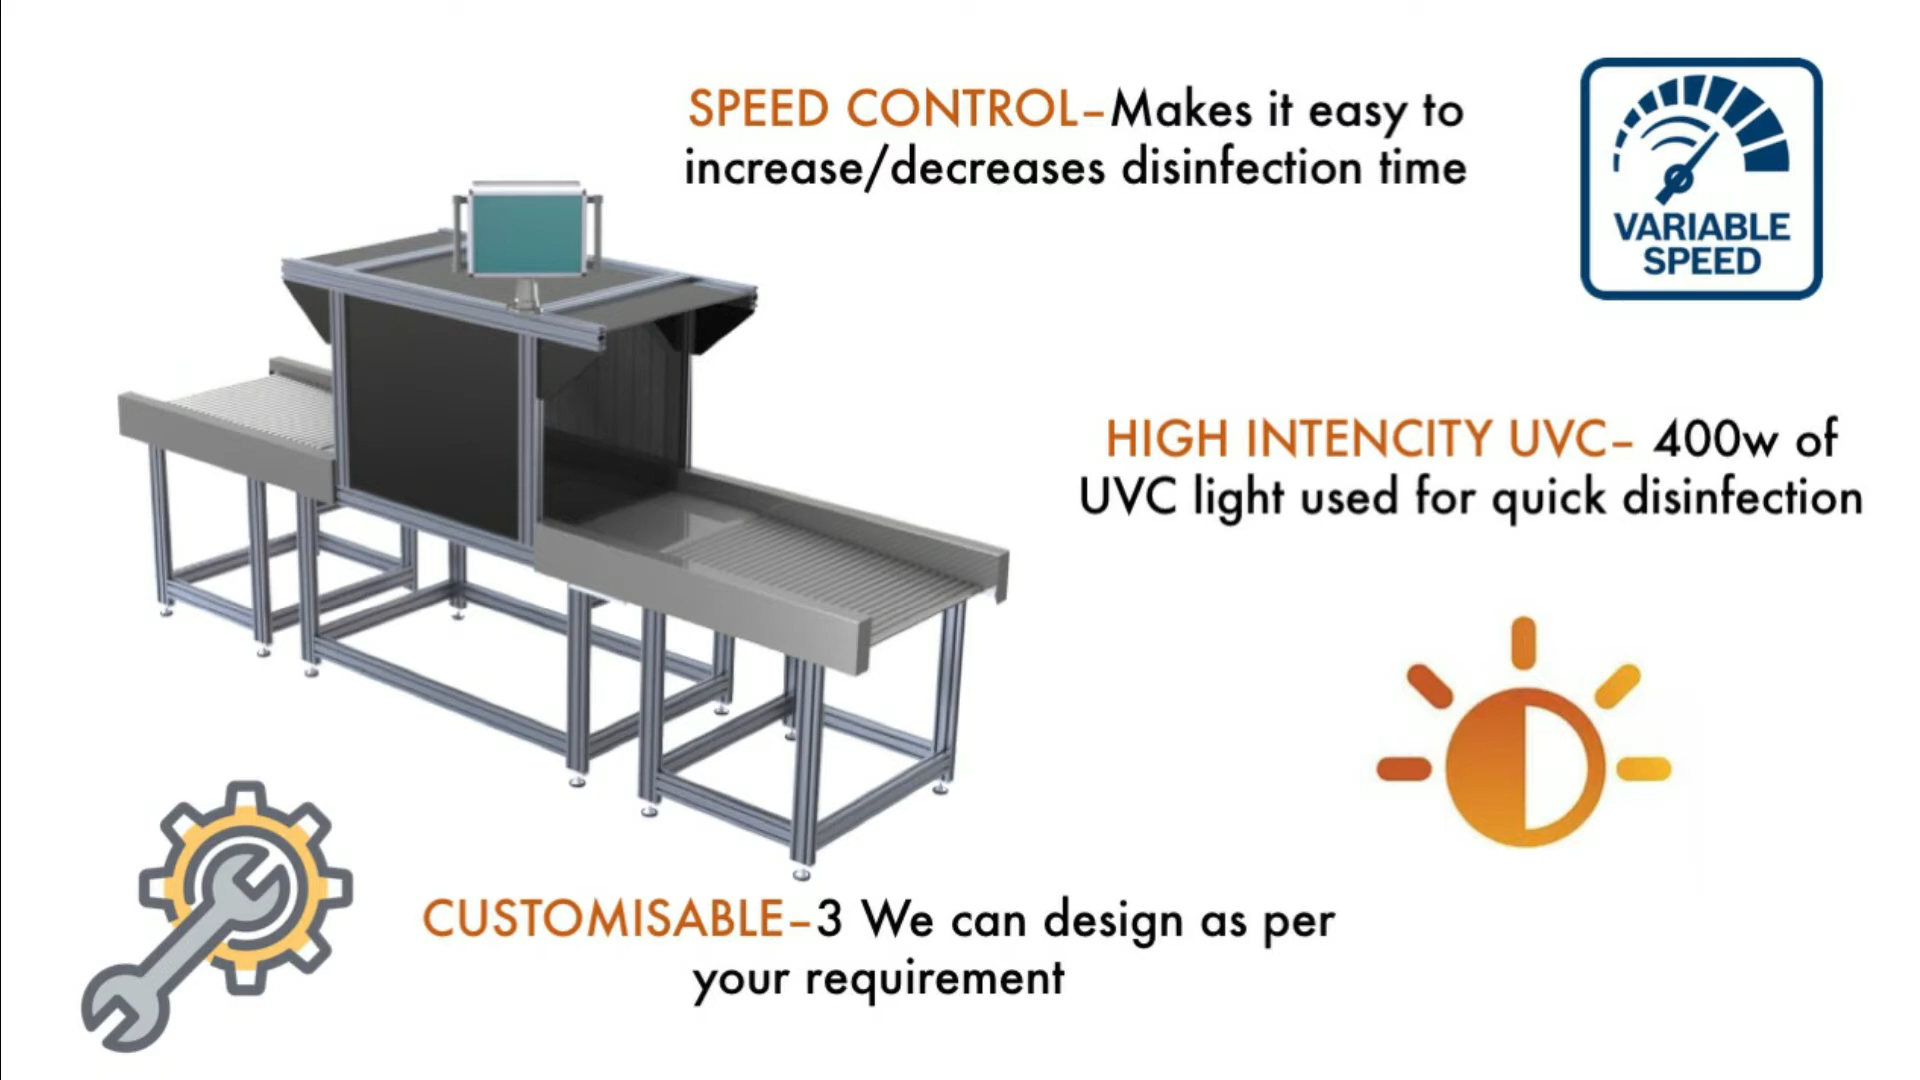 SPEED CONTROL–Makes it easy to
increase/decreases disinfection time
VARIABLE
SPEED
HIGH INTENCITY UVC– 400w of
UVC light used for quick disinfection
CUSTOMISABLE–3 We can design as per
your requirement